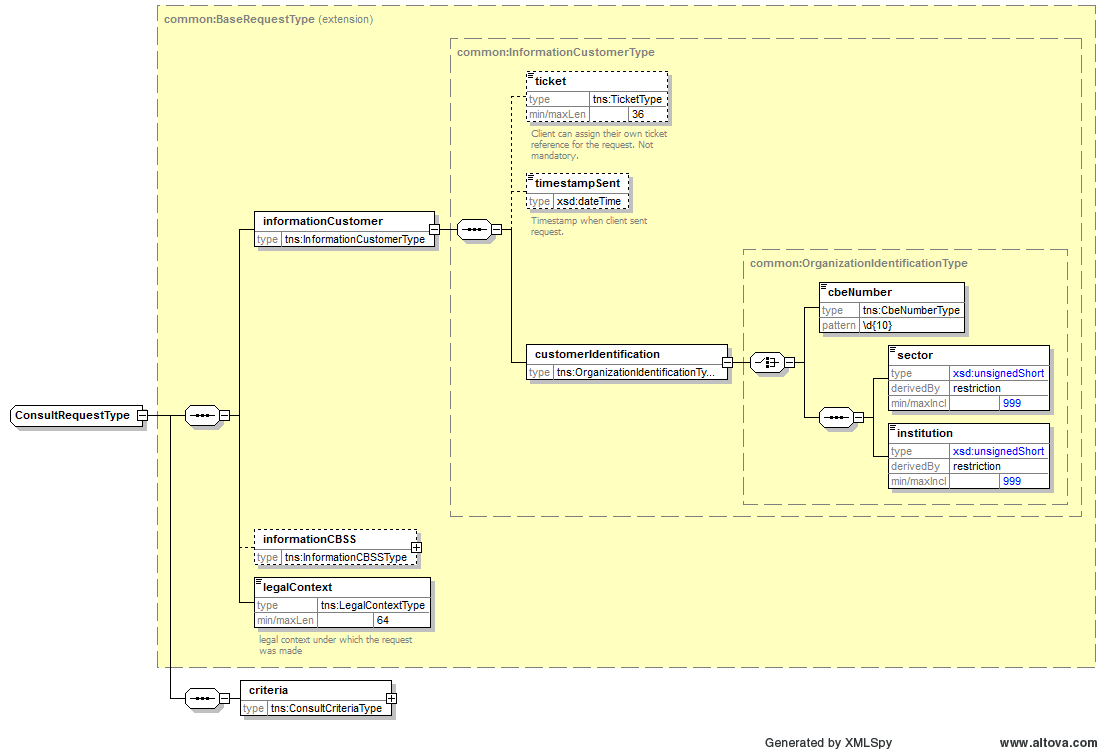 common:BaseRequestType (extension)
common:InformationCustomerType
ticket
type tns:TicketType
min/maxLen 36
Client can assign their own ticket
reference for the request. Not
mandatory.
timestampSent
type xsd:dateTime
Timestamp when client sent
request.
informationCustomer
type tns:InformationCustomerType
common:OrganizationIdentificationType
cbeNumber
type tns:CbeNumberType
pattern \d{10}
customerIdentification
type tns:OrganizationIdentificationTy...
sector
type xsd:unsignedShort
derivedBy restriction
min/maxIncl 999
ConsultRequestType
institution
type xsd:unsignedShort
derivedBy restriction
min/maxIncl 999
informationCBSS
type tns:InformationCBSSType
legalContext
type tns:LegalContextType
min/maxLen 64
legal context under which the request
was made
criteria
type tns:ConsultCriteriaType
Generated by XMLSpy www.altova.com